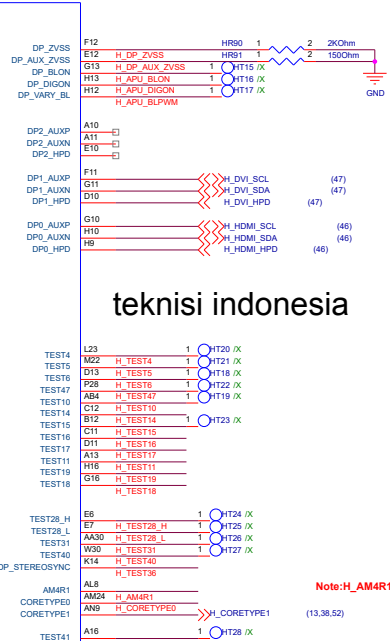 DP_ZVSS F12 HR90 1 2 2KOhm
DP_AUX_ZVSS E12 H_DP_ZVSS HR91 1 2 150Ohm
DP_BLON G13 H_DP_AUX_ZVSS 1 HT15 /X
DP_DIGON H13 H_APU_BLON 1 HT16 /X
DP_VARY_BL H12 H_APU_DIGON 1 HT17 /X
H_APU_BLPWM
GND
DP2_AUXP A10
DP2_AUXN A11
DP2_HPD E10
DP1_AUXP F11 H_DVI_SCL (47)
DP1_AUXN G11 H_DVI_SDA (47)
DP1_HPD D10 H_DVI_HPD (47)
DP0_AUXP G10 H_HDMI_SCL (46)
DP0_AUXN H10 H_HDMI_SDA (46)
DP0_HPD H9 H_HDMI_HPD (46)
teknisi indonesia
TEST4 L23 1 HT20 /X
TEST5 M22 H_TEST4 1 HT21 /X
TEST6 D13 H_TEST5 1 HT18 /X
TEST47 P28 H_TEST6 1 HT22 /X
TEST10 AB4 H_TEST47 1 HT19 /X
TEST14 C12 H_TEST10
TEST15 B12 H_TEST14 1 HT23 /X
TEST16 C11 H_TEST15
TEST17 D11 H_TEST16
TEST11 A13 H_TEST17
TEST19 H16 H_TEST11
TEST18 G16 H_TEST19
H_TEST18
TEST28_H E6 1 HT24 /X
TEST28_L E7 H_TEST28_H 1 HT25 /X
TEST31 AA30 H_TEST28_L 1 HT26 /X
TEST40 W30 H_TEST31 1 HT27 /X
DP_STEREOSYNC K14 H_TEST40
H_TEST36
AM4R1 AL8 Note:H_AM4R1
CORETYPE0 AM24 H_AM4R1
CORETYPE1 AN9 H_CORETYPE0 H_CORETYPE1 (13,38,52)
TEST41 A16 1 HT28 /X